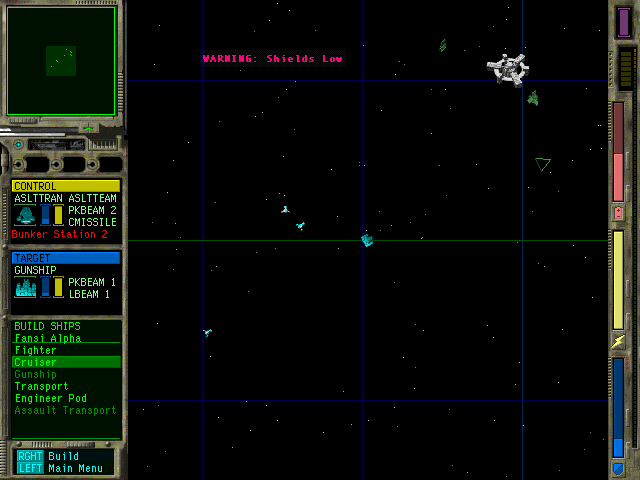 WARNING: Shields Low
CONTROL
ASLTTRAN ASLTTEAM
PKBEAM 2
CMISSILE
Bunker Station 2
TARGET
GUNSHIP
PKBEAM 1
LBEAM 1
BUILD SHIPS
Fansi Alpha
Fighter
Cruiser
Gunship
Transport
Engineer Pod
Assault Transport
RGHT Build
LEFT Main Menu